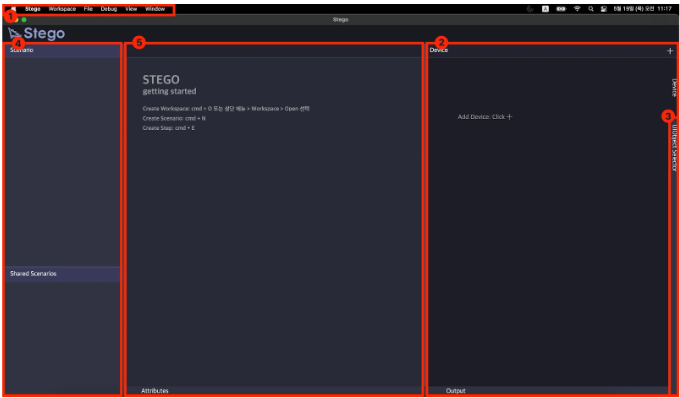 Stego Workspace File Debug View Window
5월 19일 (목) 오전 11:17
1
Stego
Stego
4
Scenario
5
2
Device
+
STEGO
getting started
Create Workspace: cmd + O 또는 상단 메뉴 > Workspace > Open 선택
Create Scenario: cmd + N
Create Step: cmd + E
Add Device: Click +
Device
3
UIObject Selector
Shared Scenarios
Attributes
Output